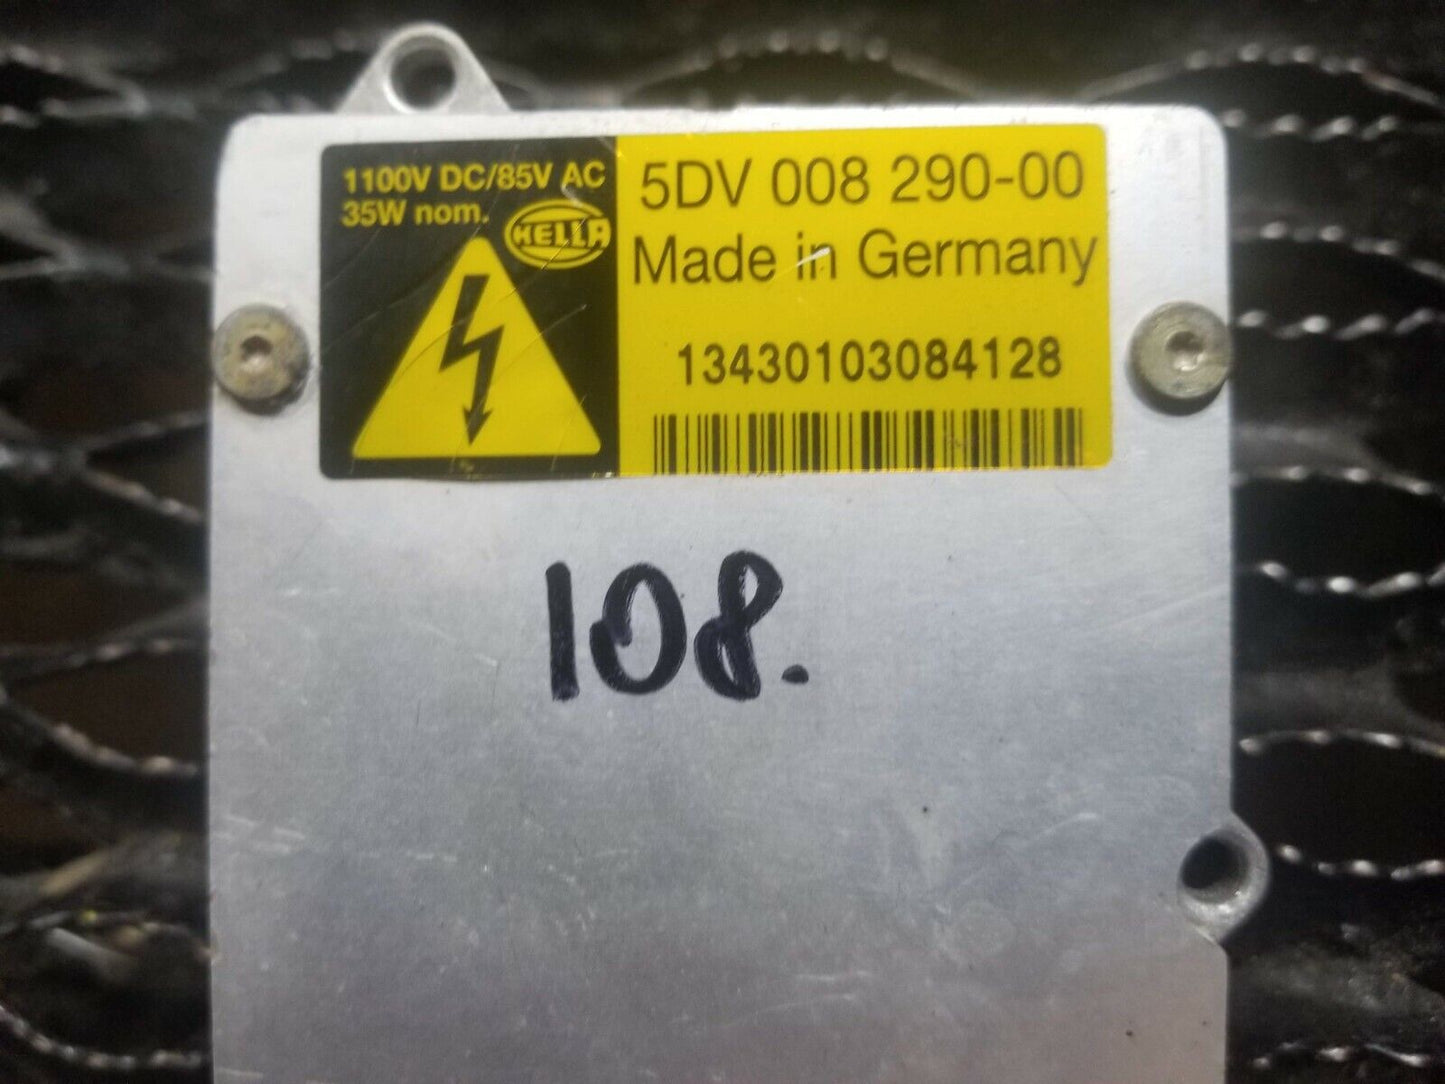 1100V DC/85V AC
35W nom.
HELLA
5DV 008 290-00
Made in Germany
13430103084128
108.